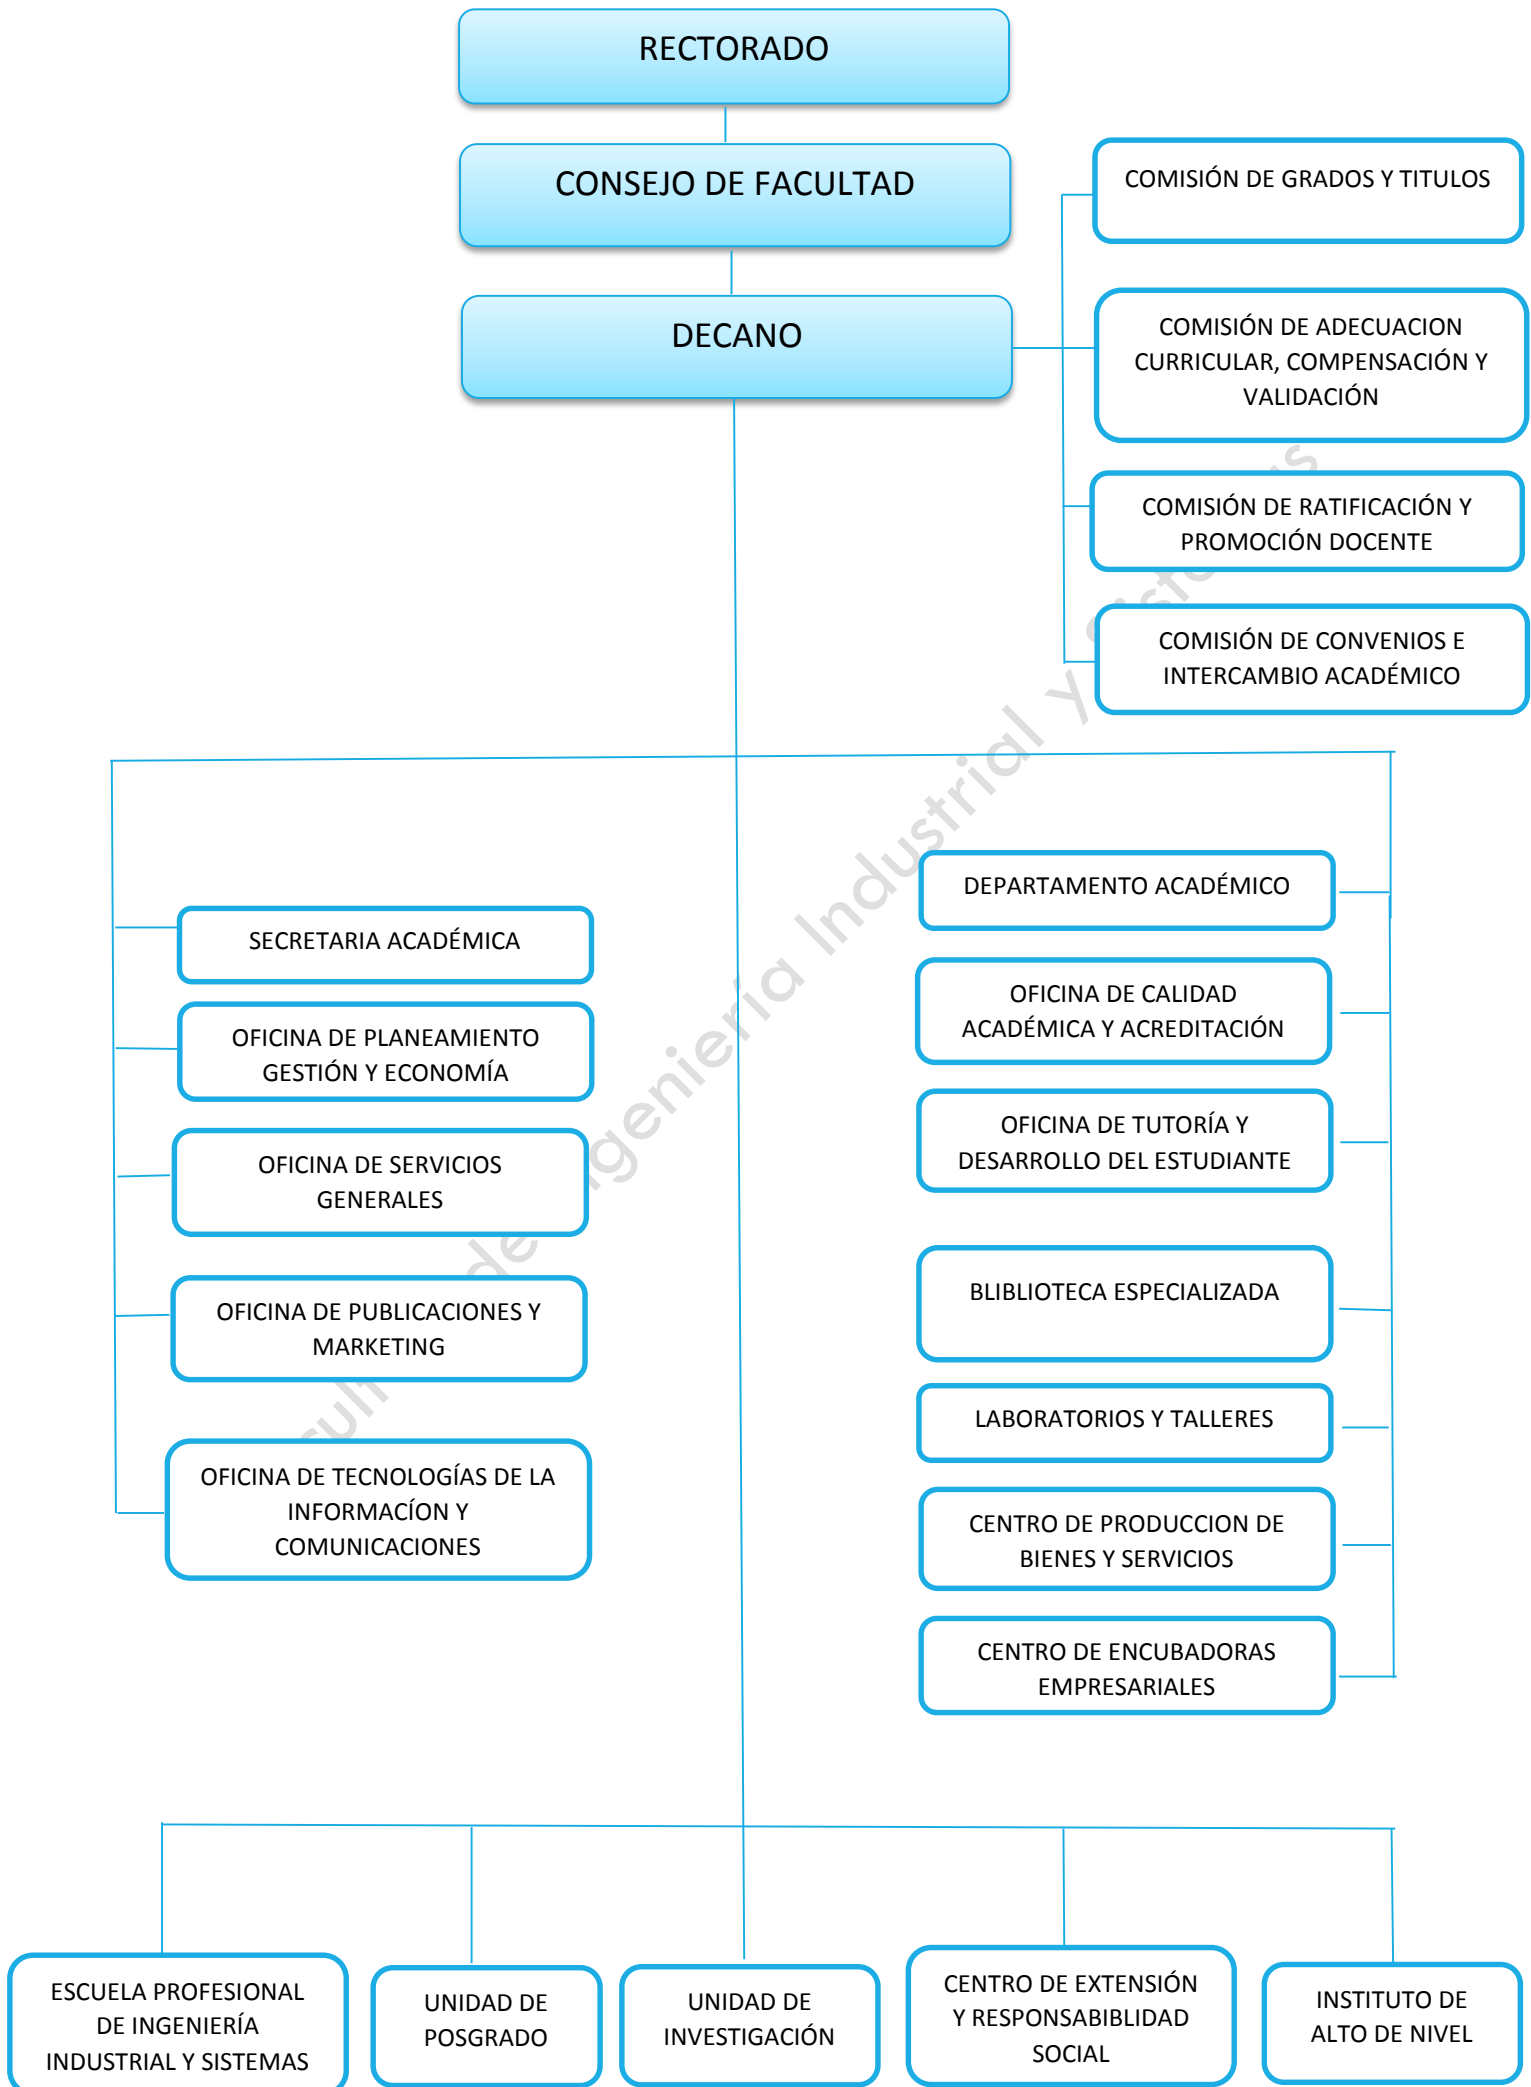 RECTORADO
CONSEJO DE FACULTAD
DECANO
COMISIÓN DE GRADOS Y TITULOS
COMISIÓN DE ADECUACION
CURRICULAR, COMPENSACIÓN Y
VALIDACIÓN
COMISIÓN DE RATIFICACIÓN Y
PROMOCIÓN DOCENTE
COMISIÓN DE CONVENIOS E
INTERCAMBIO ACADÉMICO
SECRETARIA ACADÉMICA
OFICINA DE PLANEAMIENTO
GESTIÓN Y ECONOMÍA
OFICINA DE SERVICIOS
GENERALES
OFICINA DE PUBLICACIONES Y
MARKETING
OFICINA DE TECNOLOGÍAS DE LA
INFORMACÍON Y
COMUNICACIONES
DEPARTAMENTO ACADÉMICO
OFICINA DE CALIDAD
ACADÉMICA Y ACREDITACIÓN
OFICINA DE TUTORÍA Y
DESARROLLO DEL ESTUDIANTE
BLIBLIOTECA ESPECIALIZADA
LABORATORIOS Y TALLERES
CENTRO DE PRODUCCION DE
BIENES Y SERVICIOS
CENTRO DE ENCUBADORAS
EMPRESARIALES
ESCUELA PROFESIONAL
DE INGENIERÍA
INDUSTRIAL Y SISTEMAS
UNIDAD DE
POSGRADO
UNIDAD DE
INVESTIGACIÓN
CENTRO DE EXTENSIÓN
Y RESPONSABIBLIDAD
SOCIAL
INSTITUTO DE
ALTO DE NIVEL
de Industrial y